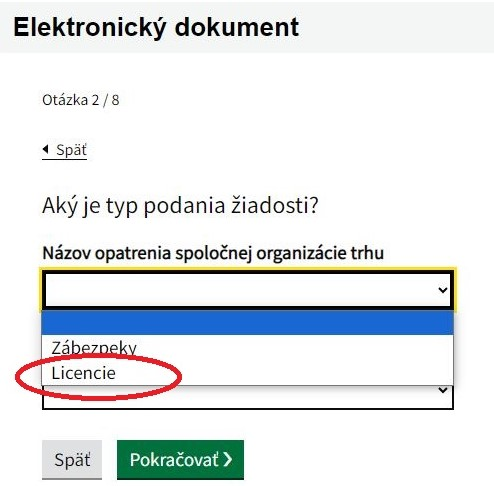 Elektronický dokument
Otázka 2 / 8
Späť
Aký je typ podania žiadosti?
Názov opatrenia spoločnej organizácie trhu
Zábezpeky
Licencie
Späť
Pokračovať